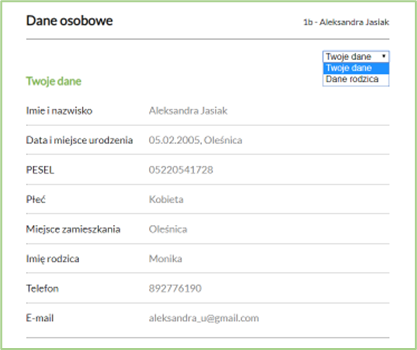 Dane osobowe
1b - Aleksandra Jasiak
Twoje dane
Twoje dane
Dane rodzica
Twoje dane
Imie i nazwisko Aleksandra Jasiak
Data i miejsce urodzenia 05.02.2005, Oleśnica
PESEL 05220541728
Płeć Kobieta
Miejsce zamieszkania Oleśnica
Imię rodzica Monika
Telefon 892776190
E-mail aleksandra_u@gmail.com